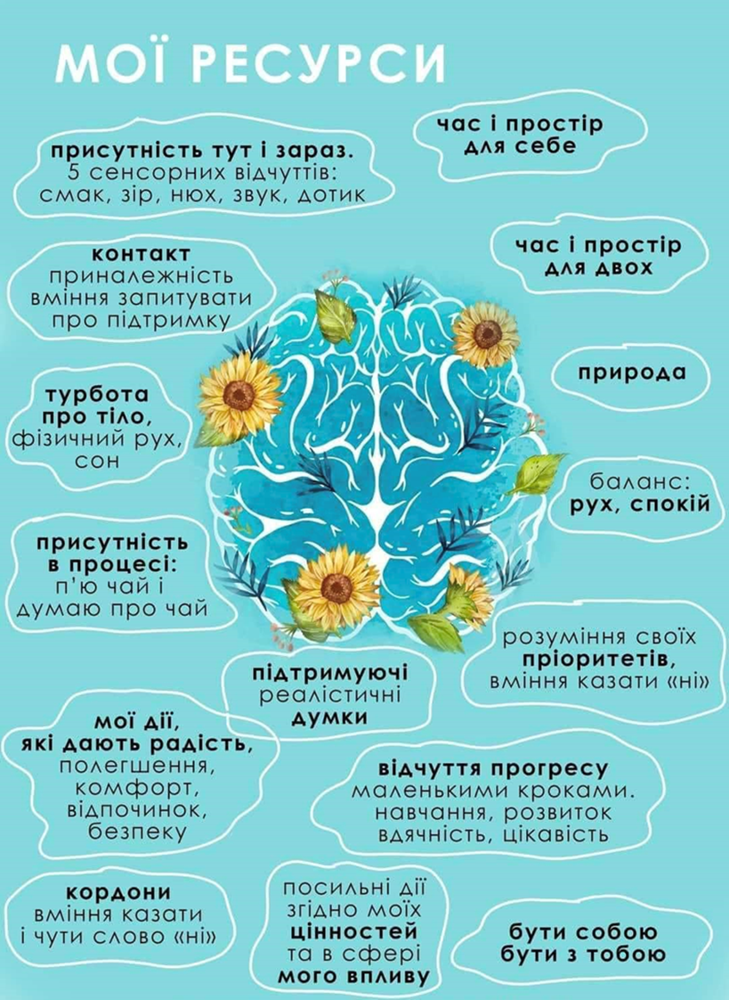 МОЇ РЕСУРСИ
час і простір
для себе
присутність тут і зараз.
5 сенсорних відчуттів:
смак, зір, нюх, звук, дотик
час і простір
для двох
контакт
приналежність
вміння запитувати
про підтримку
природа
турбота
про тіло,
фізичний рух,
сон
баланс:
рух, спокій
присутність
в процесі:
п'ю чай і
думаю про чай
розуміння своїх
пріоритетів,
вміння казати «ні»
підтримуючі
реалістичні
думки
мої дії,
які дають радість,
полегшення,
комфорт,
відпочинок,
безпеку
відчуття прогресу
маленькими кроками.
навчання, розвиток
вдячність, цікавість
кордони
вміння казати
і чути слово «ні»
посильні дії
згідно моїх
цінностей
та в сфері
мого впливу
бути собою
бути з тобою